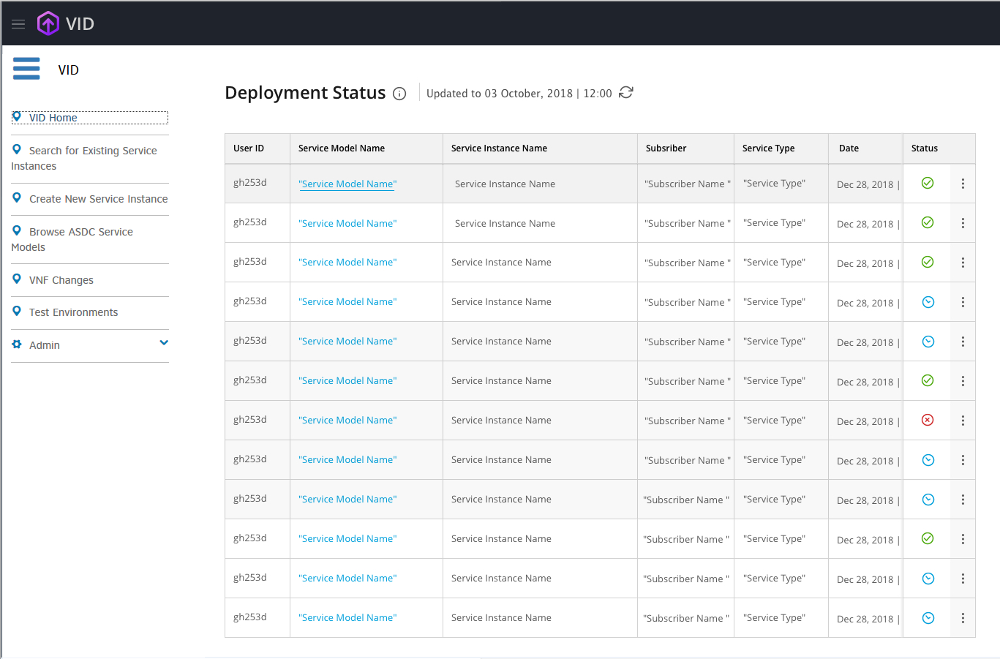 VID
VID
VID Home
Search for Existing Service
Instances
Create New Service Instance
Browse ASDC Service
Models
VNF Changes
Test Environments
Admin
Deployment Status
Updated to 03 October, 2018 | 12:00
User ID Service Model Name Service Instance Name Subsriber Service Type Date Status
gh253d "Service Model Name" Service Instance Name "Subscriber Name " "Service Type" Dec 28, 2018 |
gh253d "Service Model Name" Service Instance Name "Subscriber Name " "Service Type" Dec 28, 2018 |
gh253d "Service Model Name" Service Instance Name "Subscriber Name " "Service Type" Dec 28, 2018 |
gh253d "Service Model Name" Service Instance Name "Subscriber Name " "Service Type" Dec 28, 2018 |
gh253d "Service Model Name" Service Instance Name "Subscriber Name " "Service Type" Dec 28, 2018 |
gh253d "Service Model Name" Service Instance Name "Subscriber Name " "Service Type" Dec 28, 2018 |
gh253d "Service Model Name" Service Instance Name "Subscriber Name " "Service Type" Dec 28, 2018 |
gh253d "Service Model Name" Service Instance Name "Subscriber Name " "Service Type" Dec 28, 2018 |
gh253d "Service Model Name" Service Instance Name "Subscriber Name " "Service Type" Dec 28, 2018 |
gh253d "Service Model Name" Service Instance Name "Subscriber Name " "Service Type" Dec 28, 2018 |
gh253d "Service Model Name" Service Instance Name "Subscriber Name " "Service Type" Dec 28, 2018 |
gh253d "Service Model Name" Service Instance Name "Subscriber Name " "Service Type" Dec 28, 2018 |